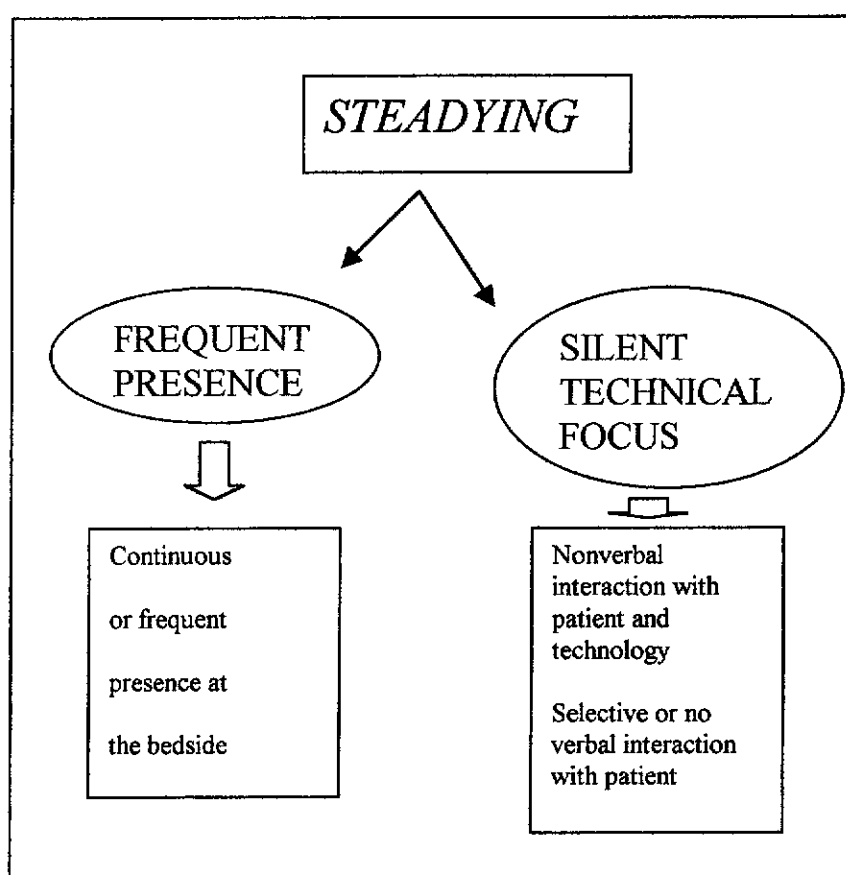 STEADYING
FREQUENT
PRESENCE
SILENT
TECHNICAL
FOCUS
Continuous
or frequent
presence at
the bedside
Nonverbal
interaction with
patient and
technology
Selective or no
verbal interaction
with patient